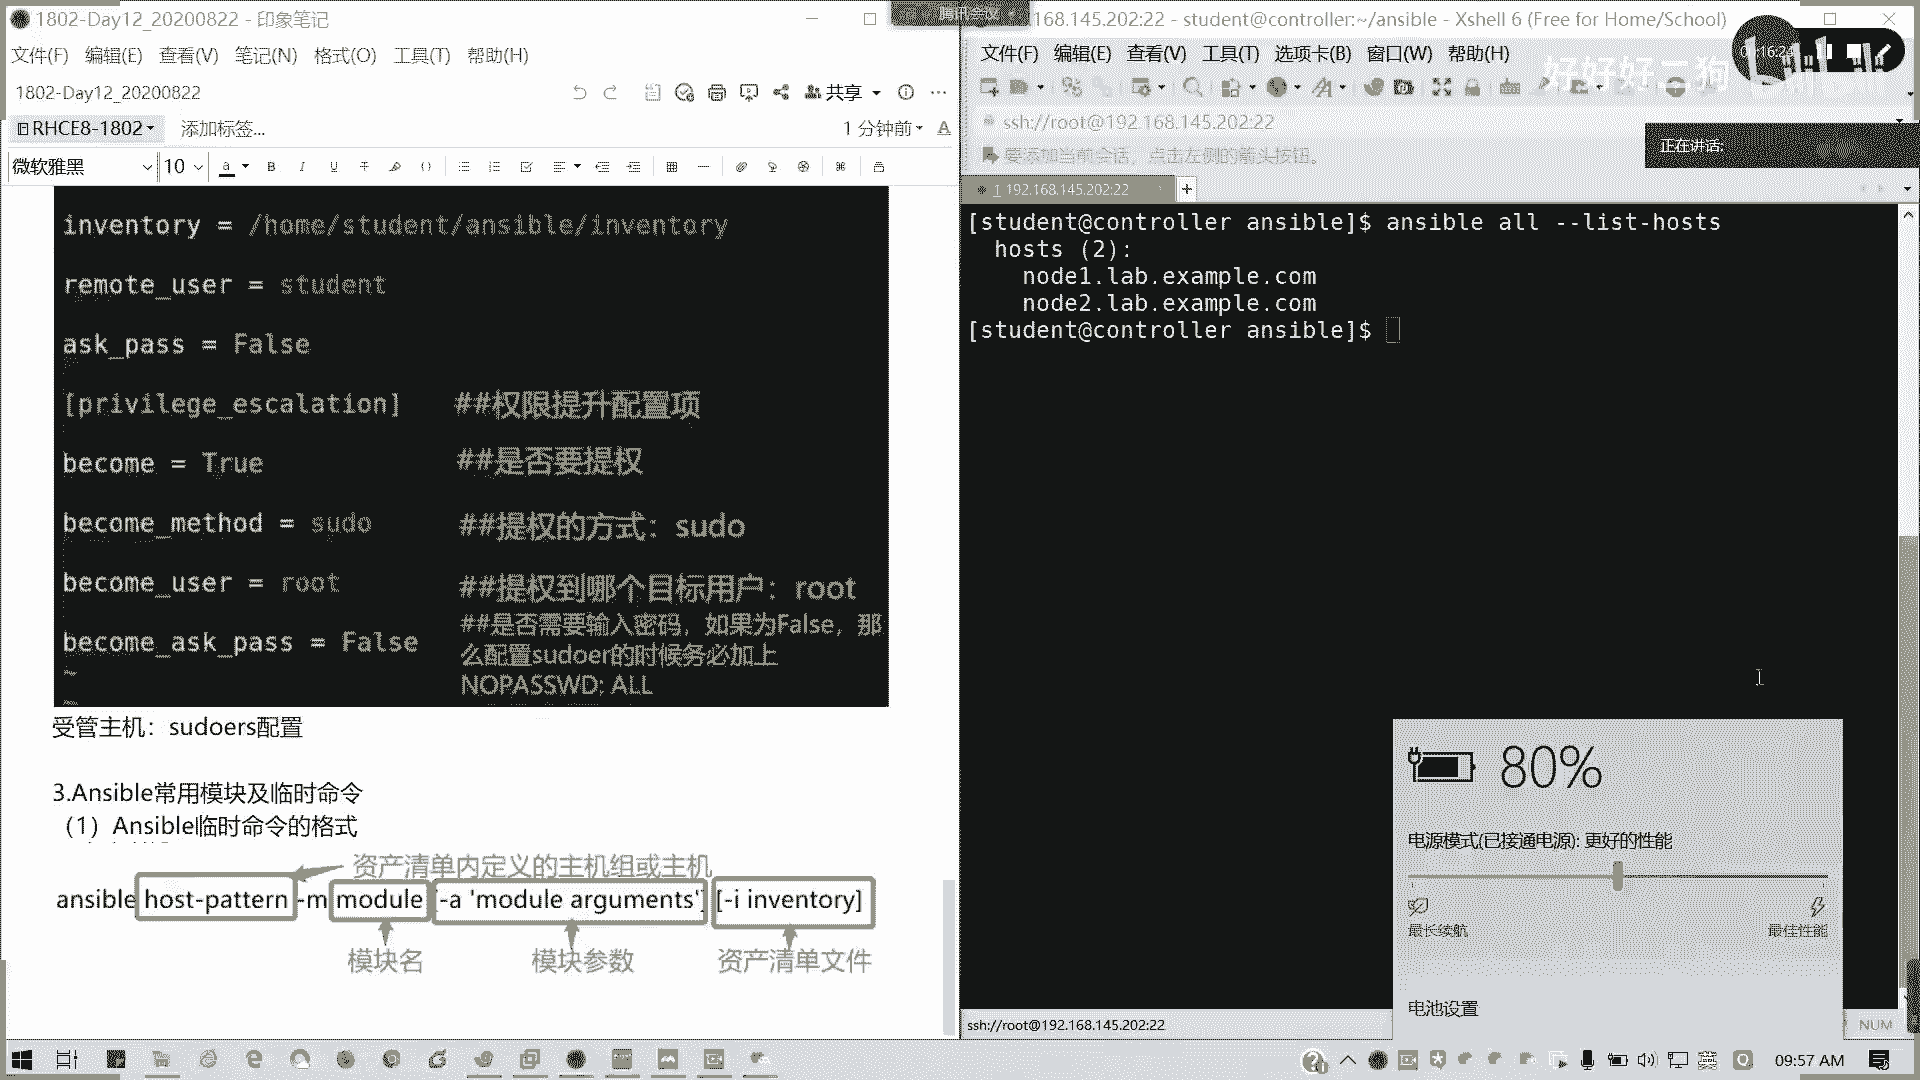 1802-Day12_20200822 - 印象笔记
文件(F) 编辑(E) 查看(V) 笔记(N) 格式(O) 工具(T) 帮助(H)
1802-Day12_20200822
共享
RHCE8-1802
添加标签...
1 分钟前
微软雅黑
10
inventory = /home/student/ansible/inventory
remote_user = student
ask_pass = False
[privilege_escalation] ##权限提升配置项
become = True ##是否要提权
become_method = sudo ##提权的方式：sudo
become_user = root ##提权到哪个目标用户：root
become_ask_pass = False ##是否需要输入密码，如果为False，那
么配置sudoer的时候务必加上
NOPASSWD: ALL
受管主机：sudoers配置
3.Ansible常用模块及临时命令
（1）Ansible临时命令的格式
资产清单内定义的主机组或主机
ansible host-pattern -m module [-a 'module arguments'] [-i inventory]
模块名 模块参数 资产清单文件
腾讯会议
168.145.202:22 - student@controller:~/ansible - Xshell 6 (Free for Home/School)
文件(F) 编辑(E) 查看(V) 工具(T) 选项卡(B) 窗口(W) 帮助(H)
好好好二狗
ssh://root@192.168.145.202:22
要添加当前会话，点击左侧的箭头按钮。
正在讲话:
1 192.168.145.202:22
[student@controller ansible]$ ansible all --list-hosts
hosts (2):
node1.lab.example.com
node2.lab.example.com
[student@controller ansible]$
80%
电源模式(已接通电源): 更好的性能
最长续航 最佳性能
电池设置
ssh://root@192.168.145.202:22
NUM
英
09:57 AM